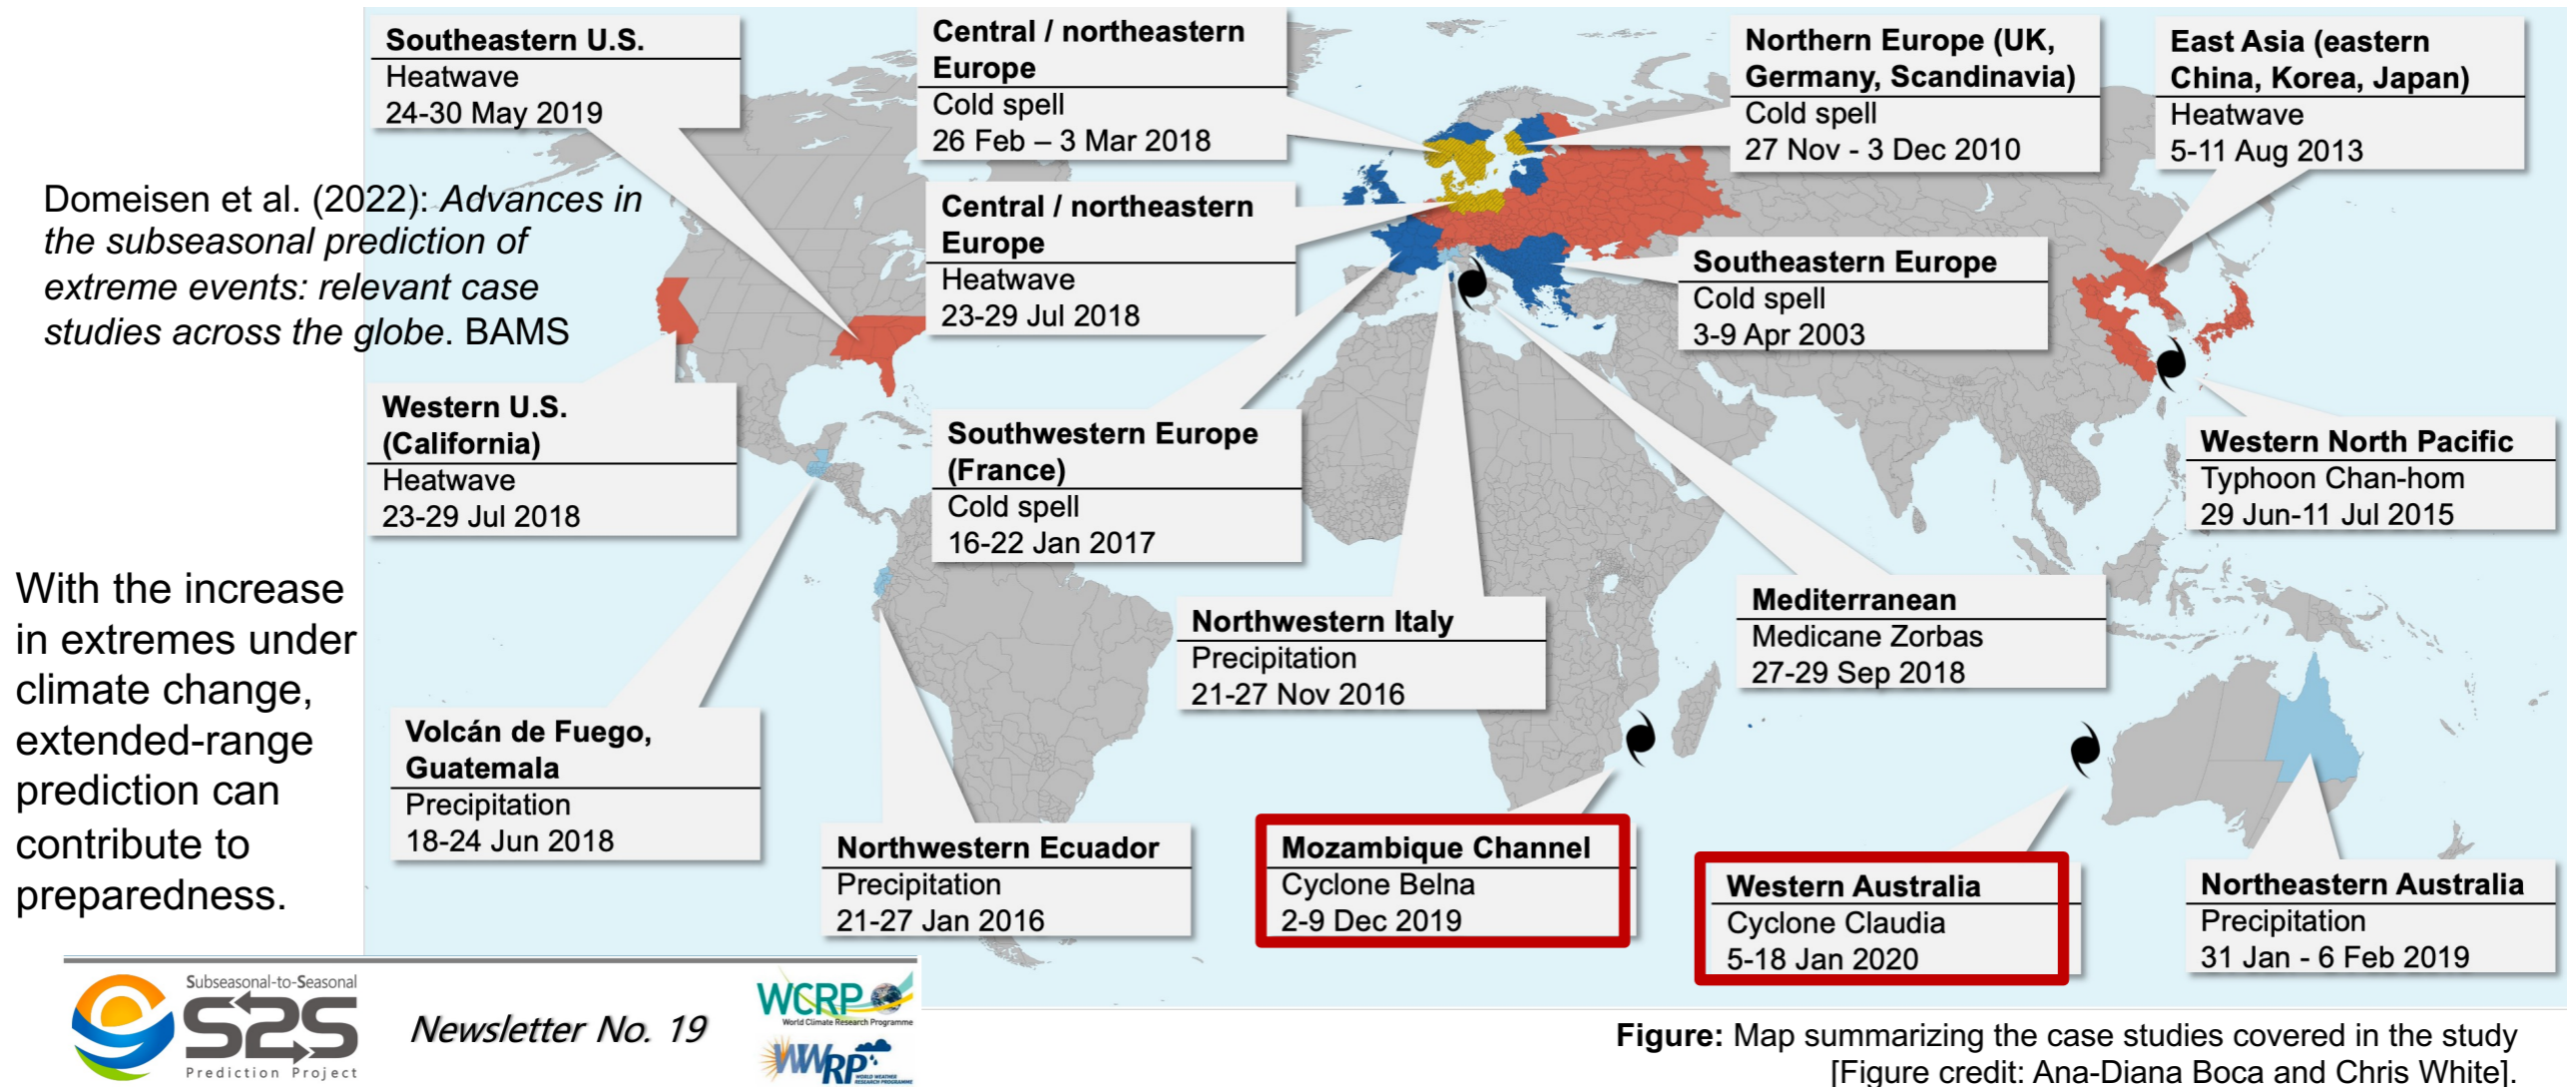 Southeastern U.S.
Heatwave
24-30 May 2019
Central / northeastern
Europe
Cold spell
26 Feb – 3 Mar 2018
Northern Europe (UK,
Germany, Scandinavia)
Cold spell
27 Nov - 3 Dec 2010
East Asia (eastern
China, Korea, Japan)
Heatwave
5-11 Aug 2013
Domeisen et al. (2022): Advances in
the subseasonal prediction of
extreme events: relevant case
studies across the globe. BAMS
Central / northeastern
Europe
Heatwave
23-29 Jul 2018
Southeastern Europe
Cold spell
3-9 Apr 2003
Western U.S.
(California)
Heatwave
23-29 Jul 2018
Southwestern Europe
(France)
Cold spell
16-22 Jan 2017
Western North Pacific
Typhoon Chan-hom
29 Jun-11 Jul 2015
With the increase
in extremes under
climate change,
extended-range
prediction can
contribute to
preparedness.
Northwestern Italy
Precipitation
21-27 Nov 2016
Mediterranean
Medicane Zorbas
27-29 Sep 2018
Volcán de Fuego,
Guatemala
Precipitation
18-24 Jun 2018
Northwestern Ecuador
Precipitation
21-27 Jan 2016
Mozambique Channel
Cyclone Belna
2-9 Dec 2019
Western Australia
Cyclone Claudia
5-18 Jan 2020
Northeastern Australia
Precipitation
31 Jan - 6 Feb 2019
Subseasonal-to-Seasonal
S2S
Prediction Project
Newsletter No. 19
WCRP
World Climate Research Programme
WWRP
WORLD WEATHER
RESEARCH PROGRAMME
Figure: Map summarizing the case studies covered in the study
[Figure credit: Ana-Diana Boca and Chris White].